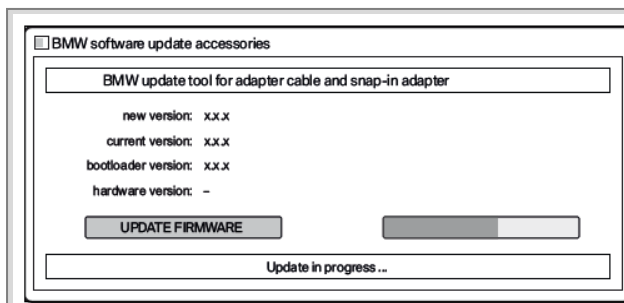 BMW software update accessories
BMW update tool for adapter cable and snap-in adapter
new version: x.x.x
current version: x.x.x
bootloader version: x.x.x
hardware version: –
UPDATE FIRMWARE
Update in progress ...